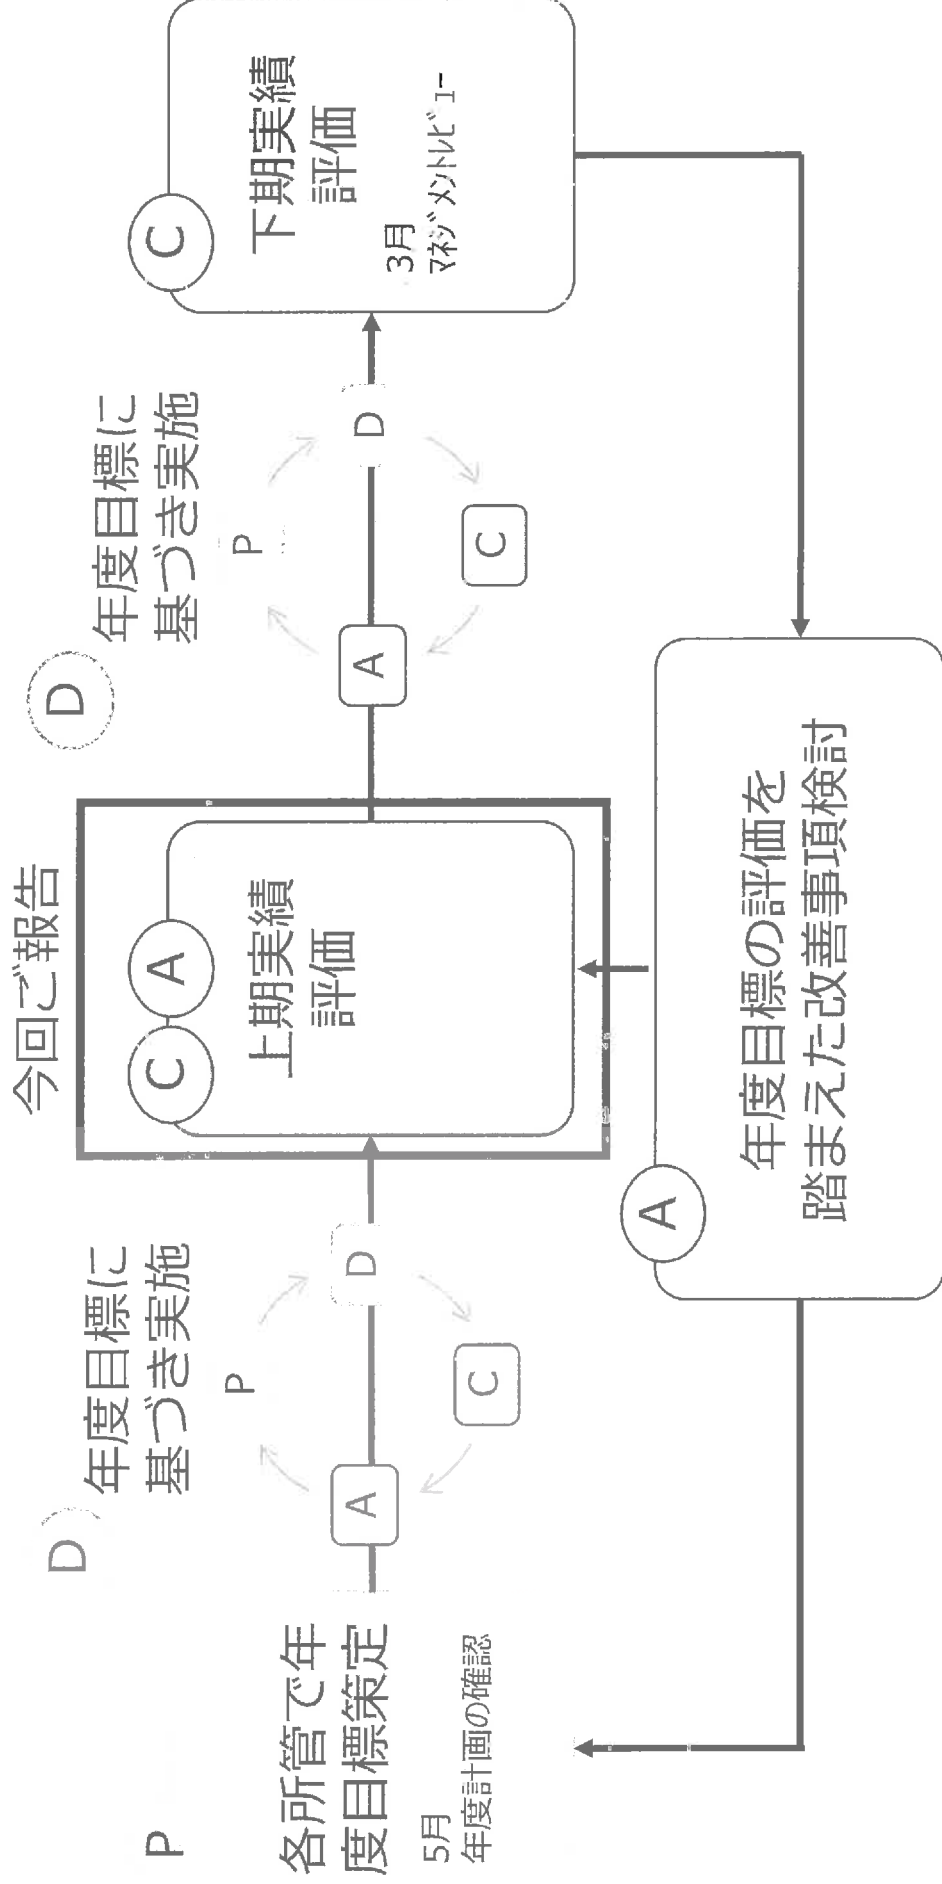 今回ご報告
P
各所管で年
度目標策定
5月
年度計画の確認
D
年度目標に
基づき実施
P
D
C
A
C
A
上期実績
評価
D
年度目標に
基づき実施
P
D
C
A
C
下期実績
評価
3月
ﾏﾈｼﾞﾒﾝﾄﾚﾋﾞｭｰ
A
年度目標の評価を
踏まえた改善事項検討